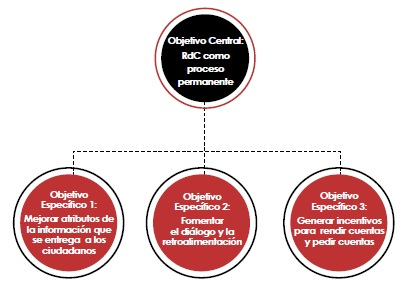 Objetivo Central:
RdC como
proceso
permanente
Objetivo
Específico 1:
Mejorar atributos de
la información que
se entrega a los
ciudadanos
Objetivo
Específico 2:
Fomentar
el diálogo y la
retroalimentación
Objetivo
Específico 3:
Generar incentivos
para rendir cuentas
y pedir cuentas